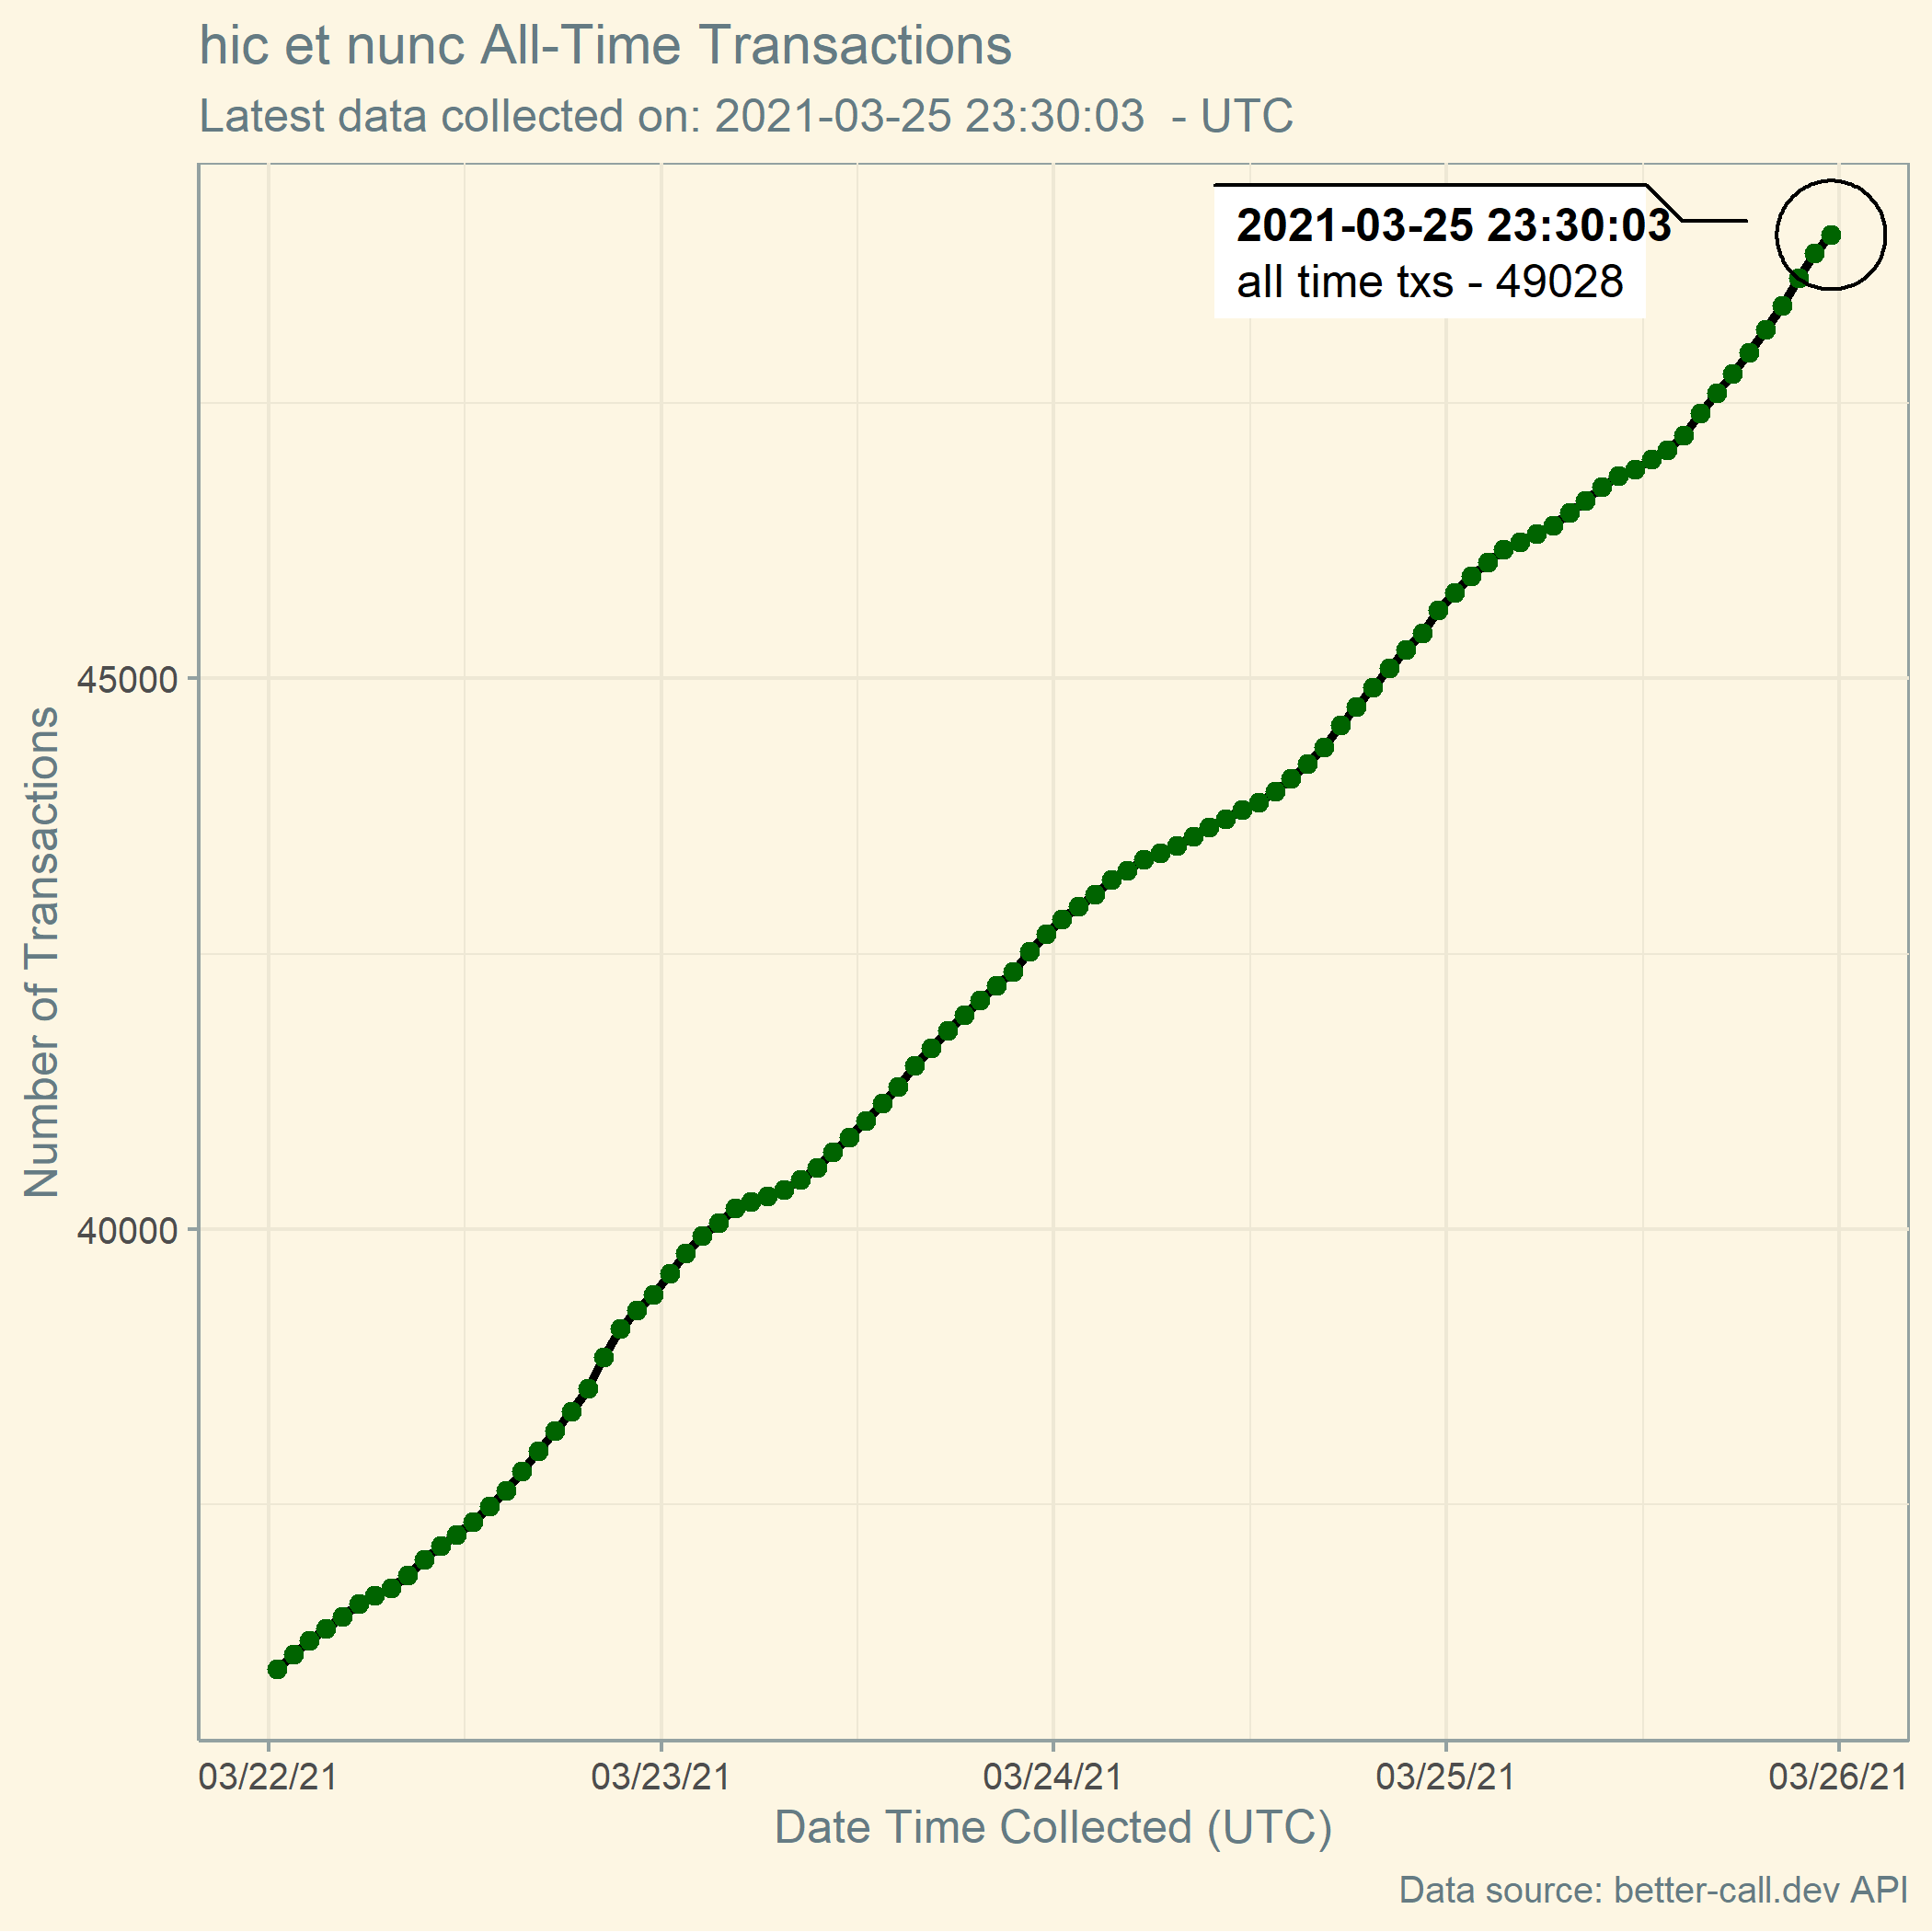 hic et nunc All-Time Transactions
Latest data collected on: 2021-03-25 23:30:03  - UTC
2021-03-25 23:30:03
all time txs - 49028
Number of Transactions
45000
40000
03/22/21
03/23/21
03/24/21
03/25/21
03/26/21
Date Time Collected (UTC)
Data source: better-call.dev API